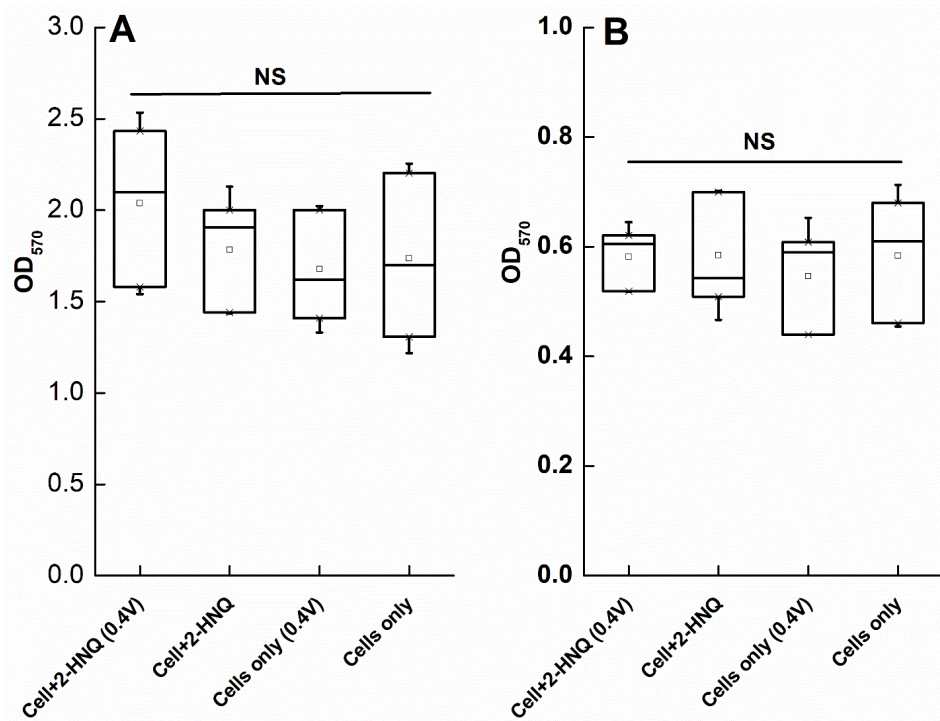 A
NS
3.0
2.5
2.0
1.5
1.0
0.5
0.0
OD570
Cell+2-HNQ (0.4V)
Cell+2-HNQ
Cells only (0.4V)
Cells only
B
NS
1.0
0.8
0.6
0.4
0.2
0.0
OD570
Cell+2-HNQ (0.4V)
Cell+2-HNQ
Cells only (0.4V)
Cells only